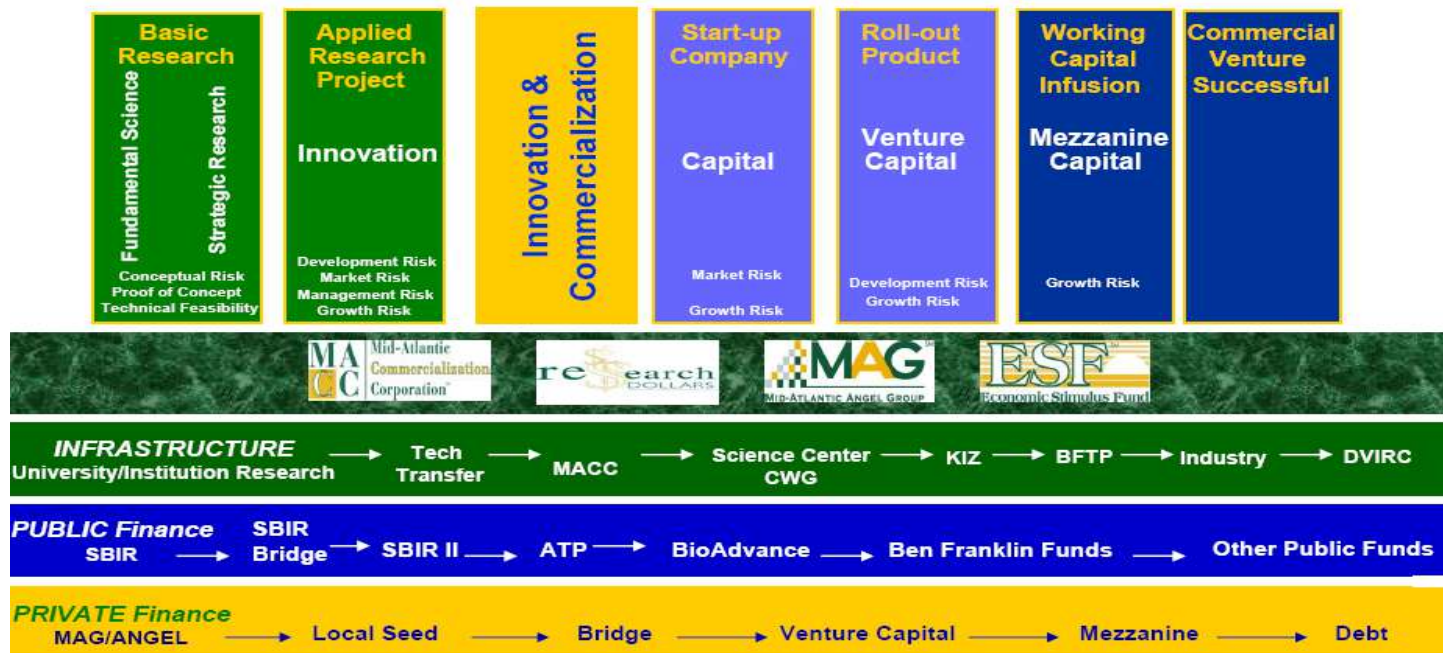 Basic
Research
Fundamental Science
Strategic Research
Conceptual Risk
Proof of Concept
Technical Feasibility
Applied
Research
Project
Innovation
Development Risk
Market Risk
Management Risk
Growth Risk
Innovation &
Commercialization
Start-up
Company
Capital
Market Risk
Growth Risk
Roll-out
Product
Venture
Capital
Development Risk
Growth Risk
Working
Capital
Infusion
Mezzanine
Capital
Growth Risk
Commercial
Venture
Successful
MA
CC
Mid-Atlantic
Commercialization
Corporation™
re$earch
DOLLARS
MAG
MID-ATLANTIC ANGEL GROUP
ESF
Economic Stimulus Fund
INFRASTRUCTURE
University/Institution Research
Tech
Transfer
MACC
Science Center
CWG
KIZ
BFTP
Industry
DVIRC
PUBLIC Finance
SBIR
SBIR
Bridge
SBIR II
ATP
BioAdvance
Ben Franklin Funds
Other Public Funds
PRIVATE Finance
MAG/ANGEL
Local Seed
Bridge
Venture Capital
Mezzanine
Debt